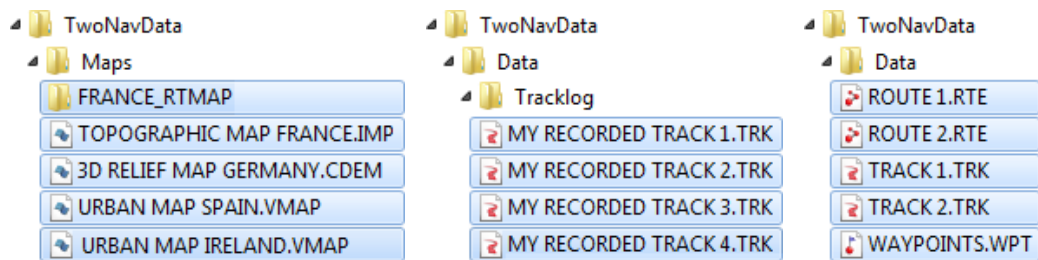 TwoNavData
Maps
FRANCE_RTMAP
TOPOGRAPHIC MAP FRANCE.IMP
3D RELIEF MAP GERMANY.CDEM
URBAN MAP SPAIN.VMAP
URBAN MAP IRELAND.VMAP
TwoNavData
Data
Tracklog
MY RECORDED TRACK 1.TRK
MY RECORDED TRACK 2.TRK
MY RECORDED TRACK 3.TRK
MY RECORDED TRACK 4.TRK
TwoNavData
Data
ROUTE 1.RTE
ROUTE 2.RTE
TRACK 1.TRK
TRACK 2.TRK
WAYPOINTS.WPT